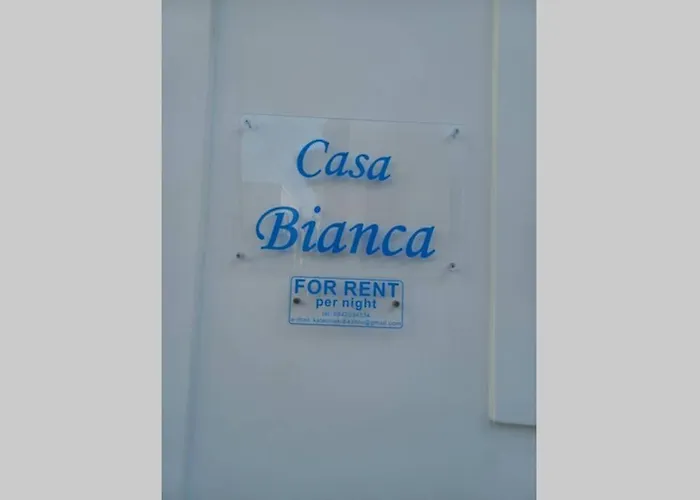 Casa
Bianca
FOR RENT
per night